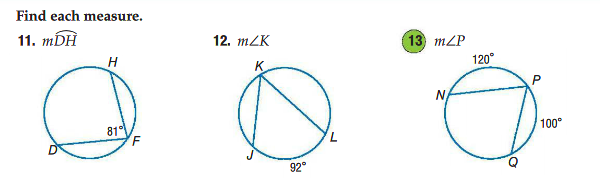 Find each measure.
11. mDH
12. m∠K
13 m∠P
H
81°
D
F
K
J
L
92°
120°
N
P
100°
Q